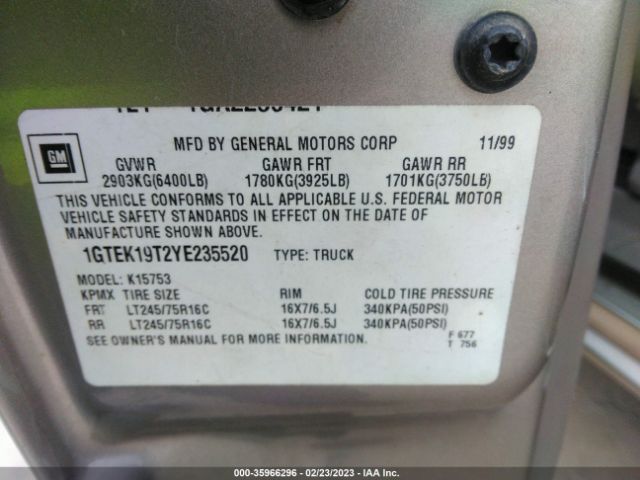 MFD BY GENERAL MOTORS CORP 11/99
GM
GVWR GAWR FRT GAWR RR
2903KG(6400LB) 1780KG(3925LB) 1701KG(3750LB)
THIS VEHICLE CONFORMS TO ALL APPLICABLE U.S. FEDERAL MOTOR
VEHICLE SAFETY STANDARDS IN EFFECT ON THE DATE OF
MANUFACTURE SHOWN ABOVE.
1GTEK19T2YE235520 TYPE: TRUCK
MODEL: K15753
KPMX TIRE SIZE RIM COLD TIRE PRESSURE
FRT LT245/75R16C 16X7/6.5J 340KPA(50PSI)
RR LT245/75R16C 16X7/6.5J 340KPA(50PSI)
SEE OWNER'S MANUAL FOR MORE INFORMATION.
F 677
T 756
000-35966296 - 02/23/2023 - IAA Inc.